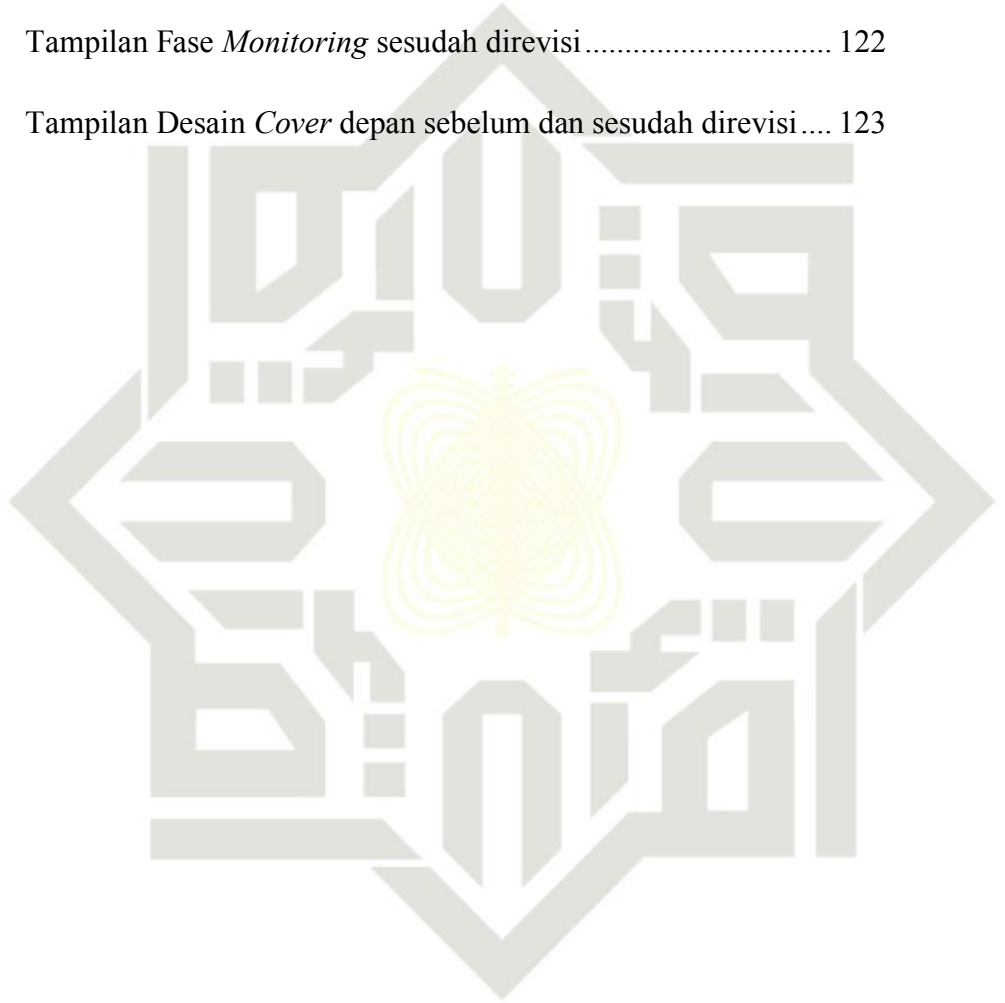 Tampilan Fase Monitoring sesudah direvisi............................... 122
Tampilan Desain Cover depan sebelum dan sesudah direvisi.... 123